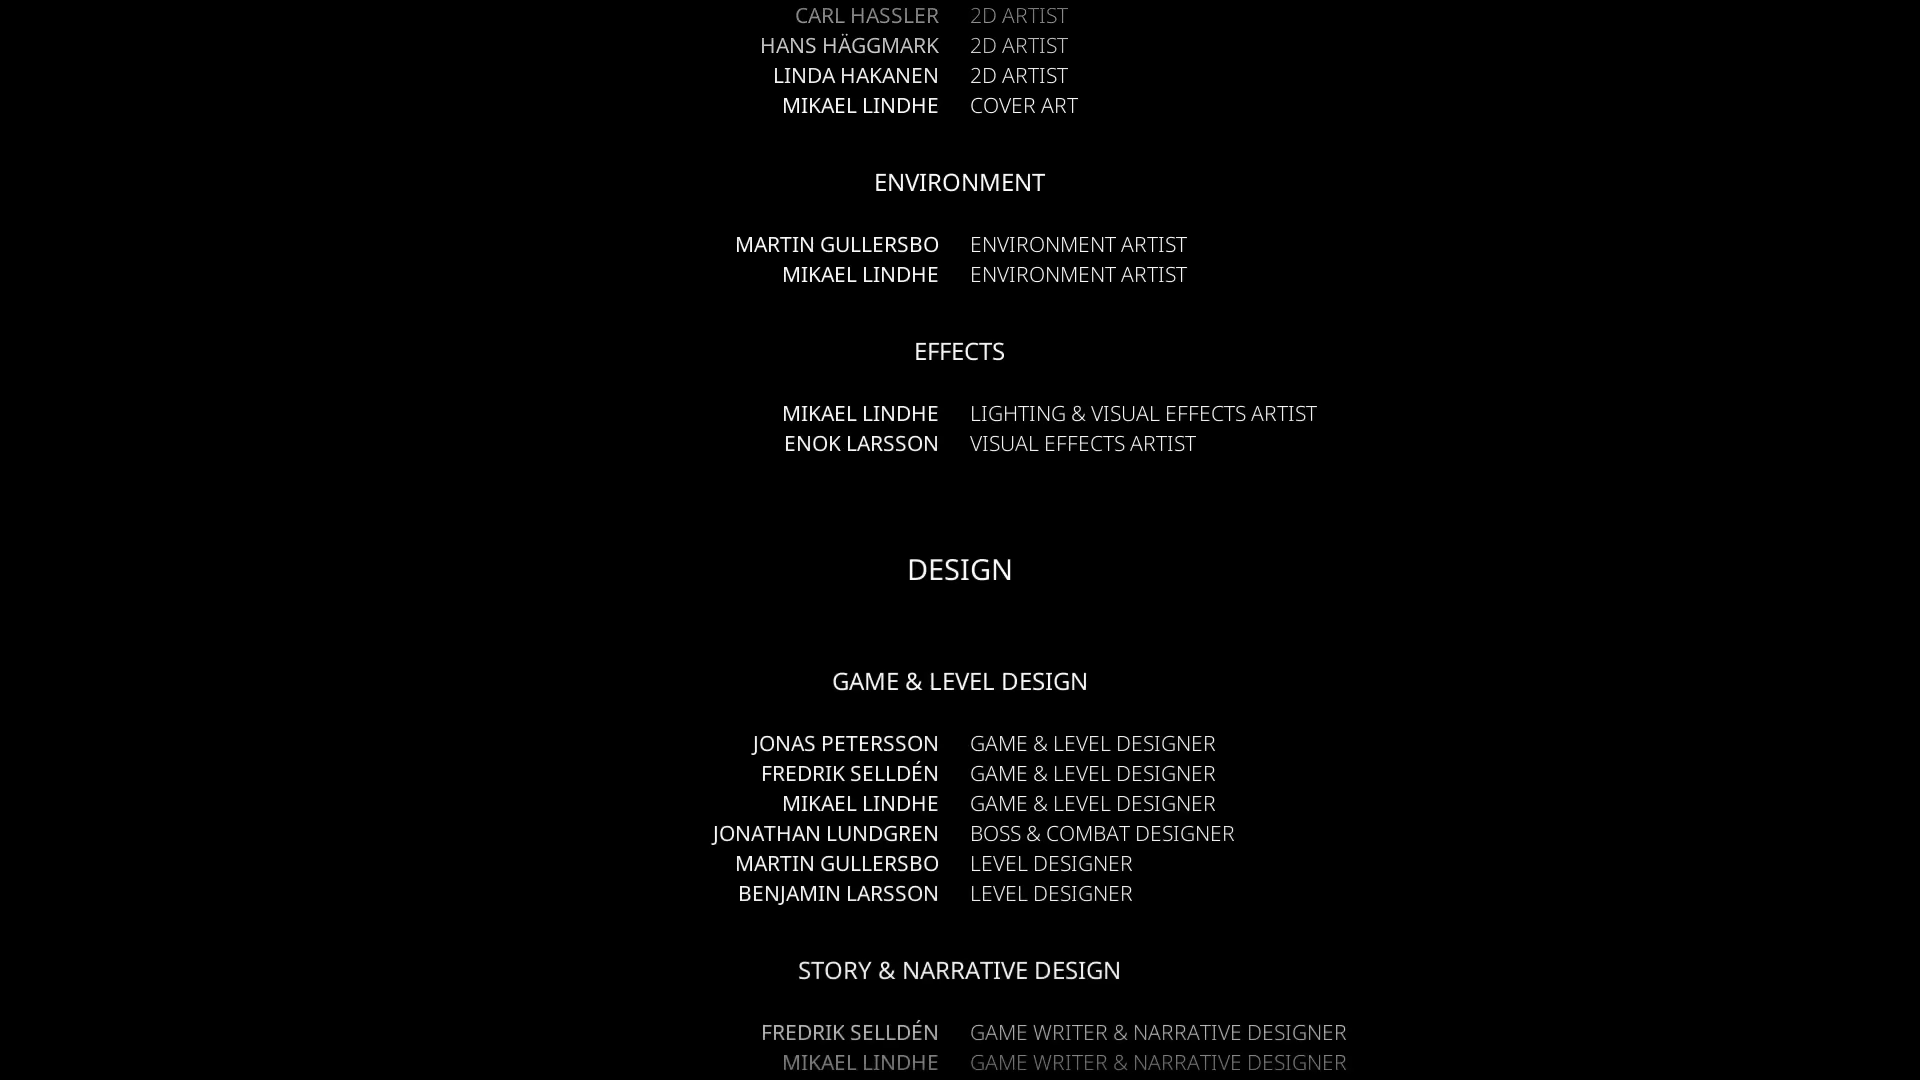 CARL HASSLER 2D ARTIST
HANS HÄGGMARK 2D ARTIST
LINDA HAKANEN 2D ARTIST
MIKAEL LINDHE COVER ART
ENVIRONMENT
MARTIN GULLERSBO ENVIRONMENT ARTIST
MIKAEL LINDHE ENVIRONMENT ARTIST
EFFECTS
MIKAEL LINDHE LIGHTING & VISUAL EFFECTS ARTIST
ENOK LARSSON VISUAL EFFECTS ARTIST
DESIGN
GAME & LEVEL DESIGN
JONAS PETERSSON GAME & LEVEL DESIGNER
FREDRIK SELLDÉN GAME & LEVEL DESIGNER
MIKAEL LINDHE GAME & LEVEL DESIGNER
JONATHAN LUNDGREN BOSS & COMBAT DESIGNER
MARTIN GULLERSBO LEVEL DESIGNER
BENJAMIN LARSSON LEVEL DESIGNER
STORY & NARRATIVE DESIGN
FREDRIK SELLDÉN GAME WRITER & NARRATIVE DESIGNER
MIKAEL LINDHE GAME WRITER & NARRATIVE DESIGNER